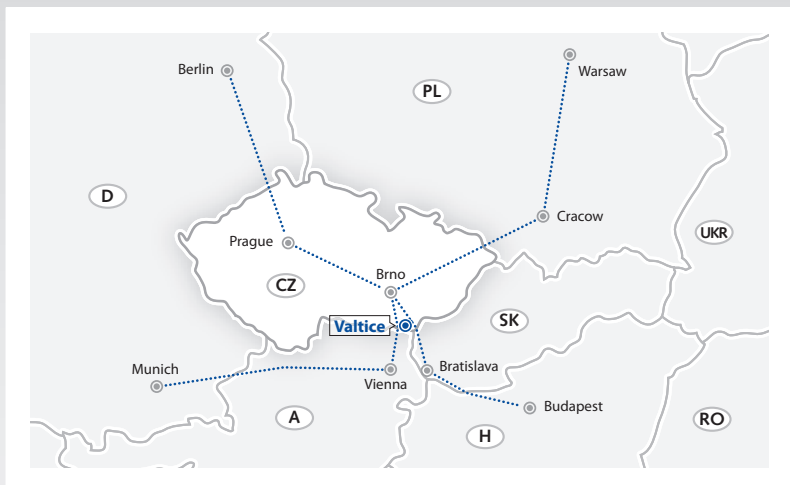 Berlin
Warsaw
PL
D
Cracow
UKR
Prague
Brno
CZ
SK
Valtice
Munich
Bratislava
Vienna
Budapest
A
RO
H